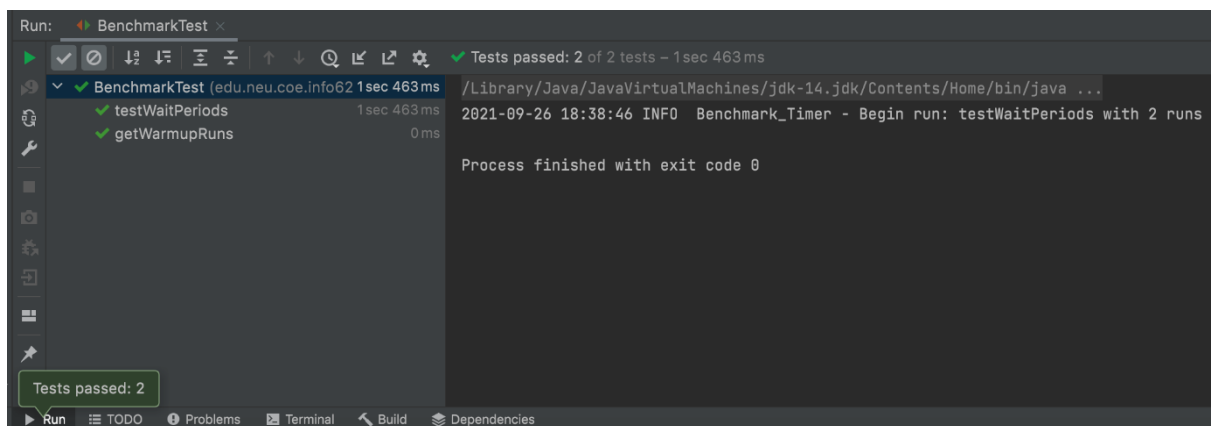 Run: BenchmarkTest ×
Tests passed: 2 of 2 tests – 1 sec 463 ms
BenchmarkTest (edu.neu.coe.info62 1 sec 463 ms
testWaitPeriods 1 sec 463 ms
getWarmupRuns 0 ms
/Library/Java/JavaVirtualMachines/jdk-14.jdk/Contents/Home/bin/java ...
2021-09-26 18:38:46 INFO  Benchmark_Timer - Begin run: testWaitPeriods with 2 runs
Process finished with exit code 0
Tests passed: 2
Run TODO Problems Terminal Build Dependencies